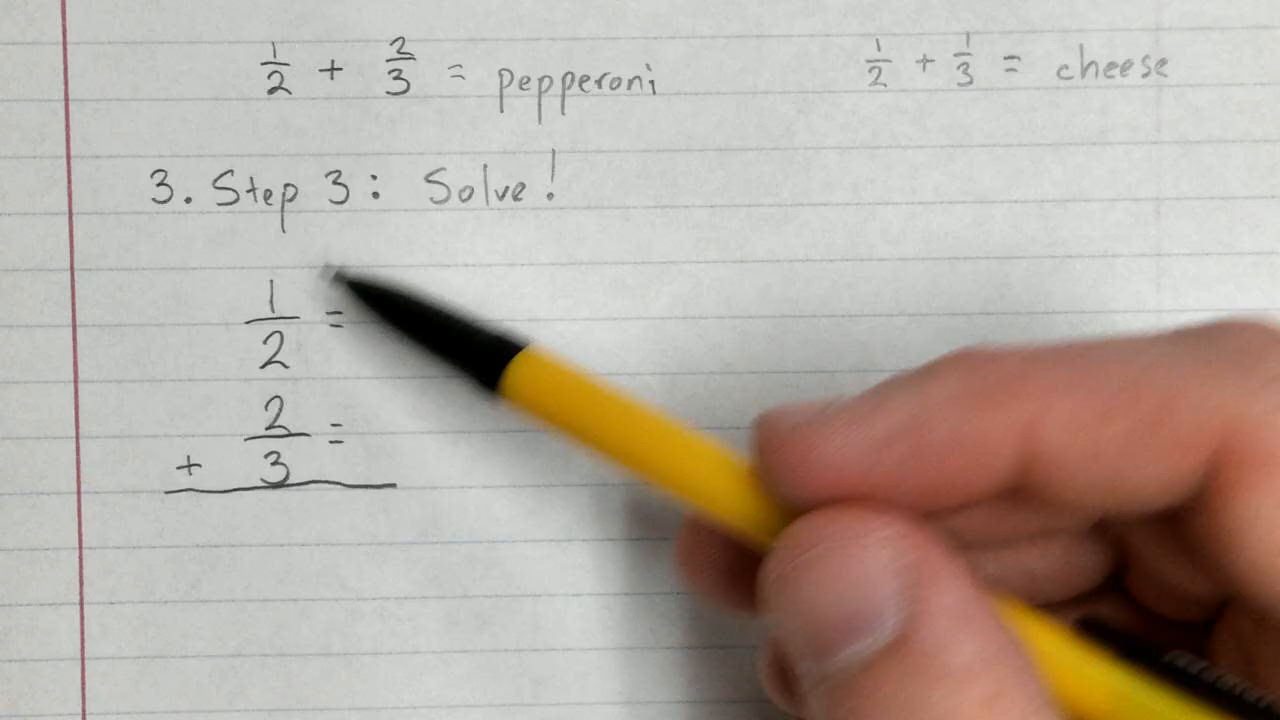 1/2 + 2/3 = pepperoni
1/2 + 1/3 = cheese
3. Step 3: Solve!
1/2 =
+ 2/3 =